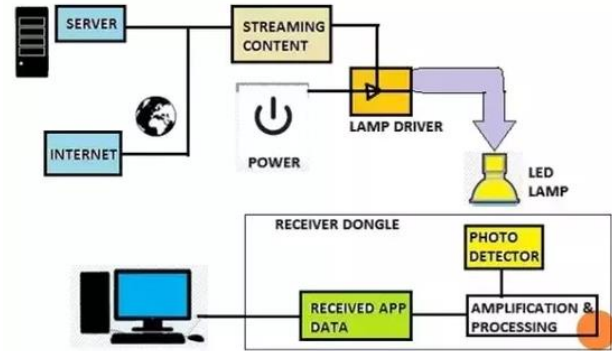 SERVER
STREAMING
CONTENT
LAMP DRIVER
POWER
INTERNET
LED
LAMP
RECEIVER DONGLE
PHOTO
DETECTOR
RECEIVED APP
DATA
AMPLIFICATION &
PROCESSING